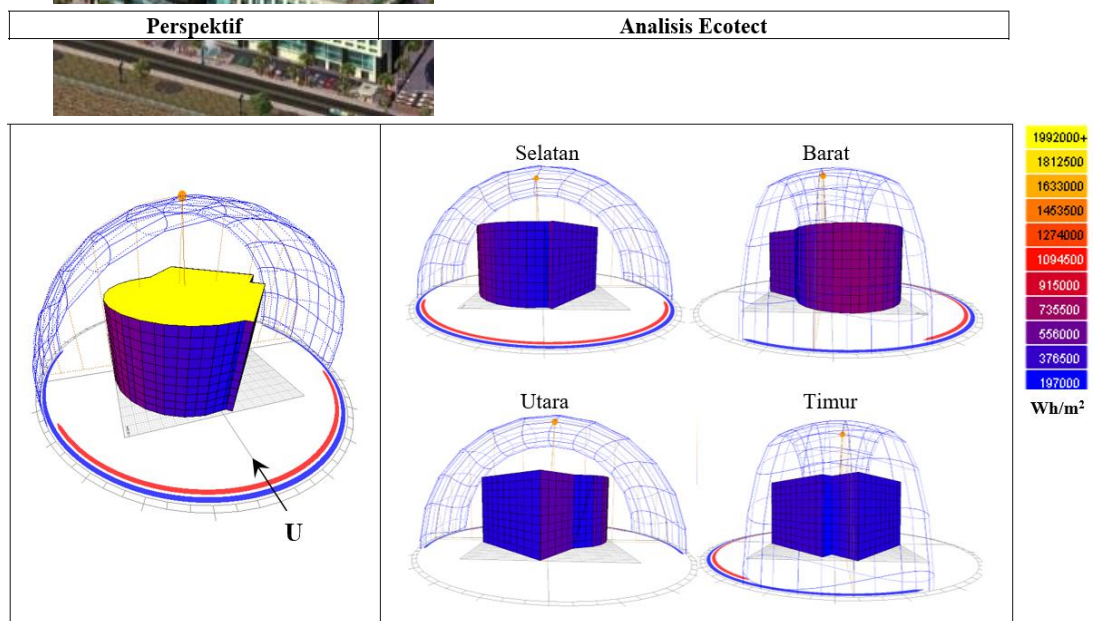 Perspektif
Analisis Ecotect
Selatan
Barat
Utara
Timur
U
1992000+
1812500
1633000
1453500
1274000
1094500
915000
735500
556000
376500
197000
Wh/m²